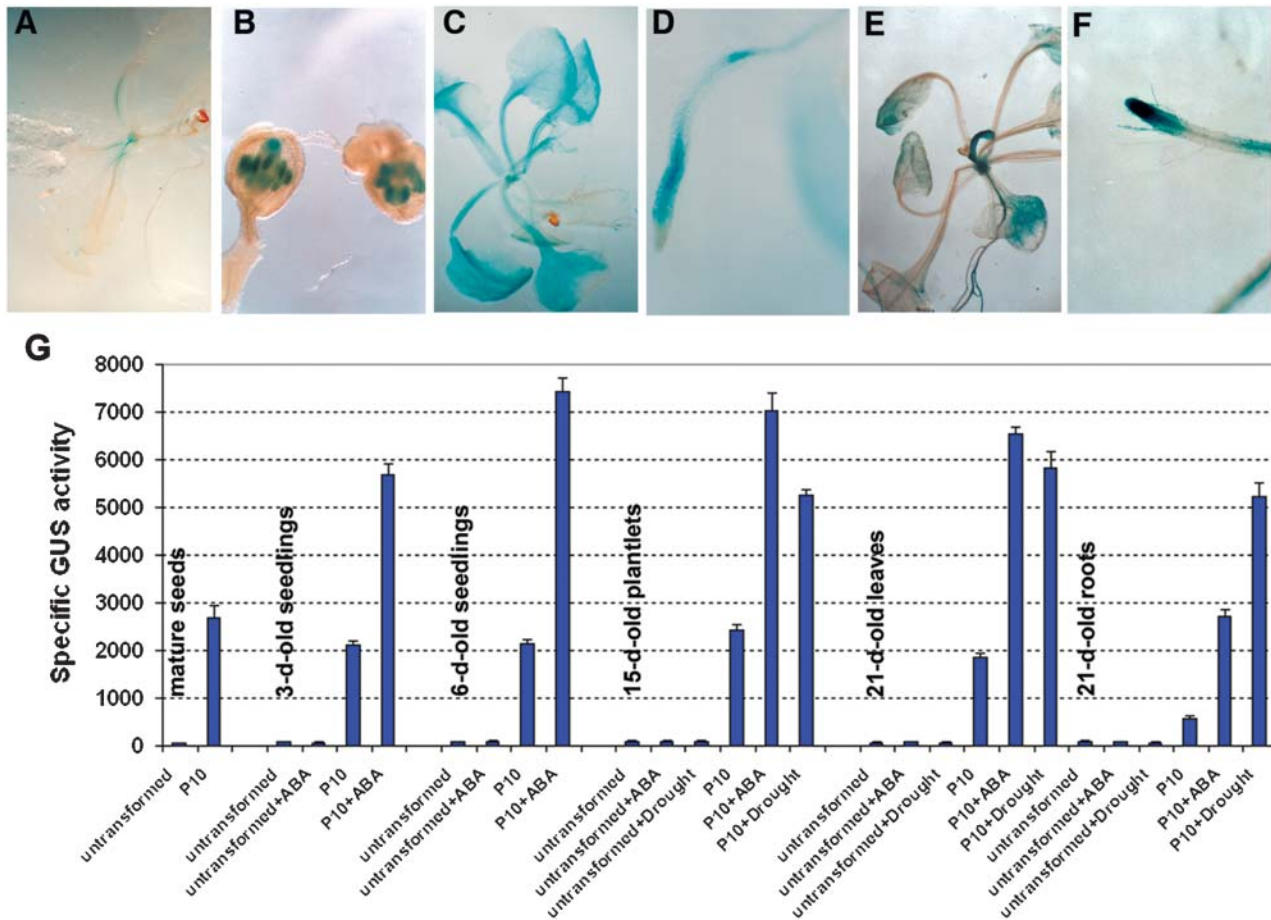 A
B
C
D
E
F
G
Specific GUS activity
8000
7000
6000
5000
4000
3000
2000
1000
0
mature seeds
3-d-old seedlings
6-d-old seedlings
15-d-old plantlets
21-d-old leaves
21-d-old roots
untransformed
P10
untransformed
untransformed+ABA
P10
P10+ABA
untransformed
untransformed+ABA
P10
P10+ABA
untransformed
untransformed+ABA
untransformed+Drought
P10
P10+ABA
P10+Drought
untransformed
untransformed+ABA
untransformed+Drought
P10
P10+ABA
P10+Drought
untransformed
untransformed+ABA
untransformed+Drought
P10
P10+ABA
P10+Drought